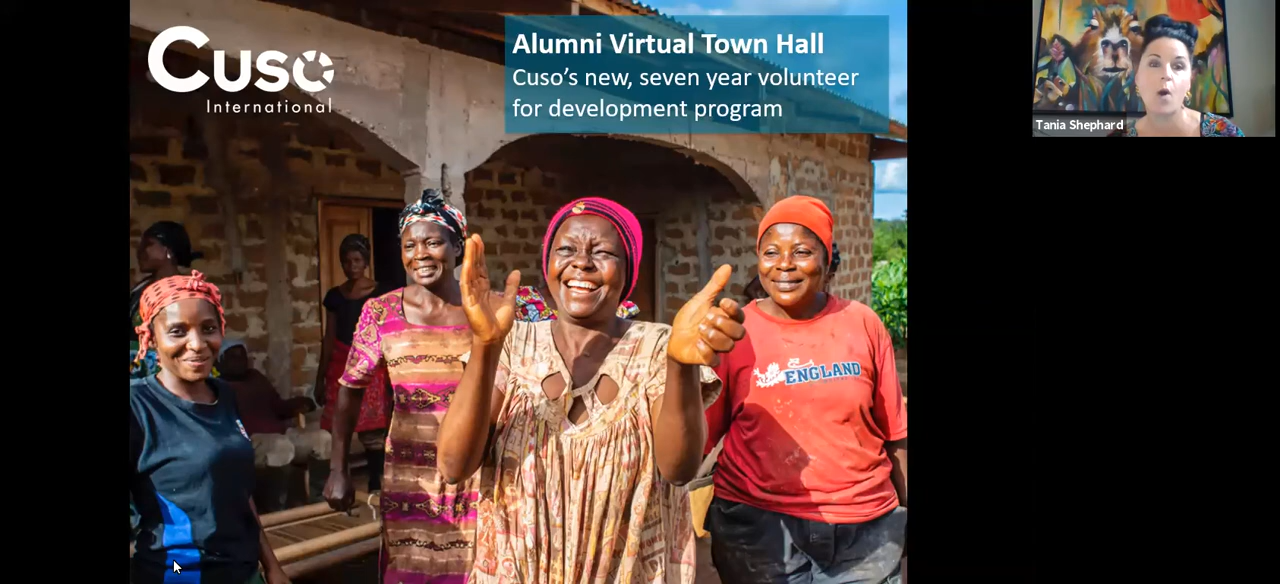 Cuso
International
Alumni Virtual Town Hall
Cuso's new, seven year volunteer
for development program
Tania Shephard
ENGLAND